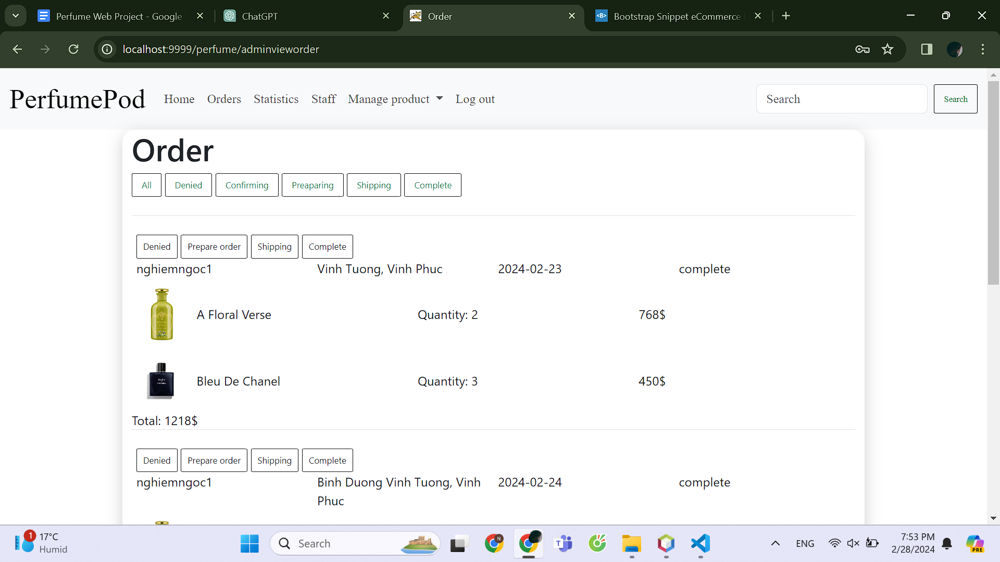 Perfume Web Project - Google
ChatGPT
Order
Bootstrap Snippet eCommerce
localhost:9999/perfume/adminvieworder
PerfumePod
Home Orders Statistics Staff Manage product Log out
Search
Search
Order
All Denied Confirming Preaparing Shipping Complete
Denied Prepare order Shipping Complete
nghiemngoc1 Vinh Tuong, Vinh Phuc 2024-02-23 complete
A Floral Verse Quantity: 2 768$
BLEU
CHANEL
Bleu De Chanel Quantity: 3 450$
Total: 1218$
Denied Prepare order Shipping Complete
nghiemngoc1 Binh Duong Vinh Tuong, Vinh 2024-02-24 complete
Phuc
1
17°C
Humid
Search
N
T
ENG
7:53 PM
2/28/2024
PRE